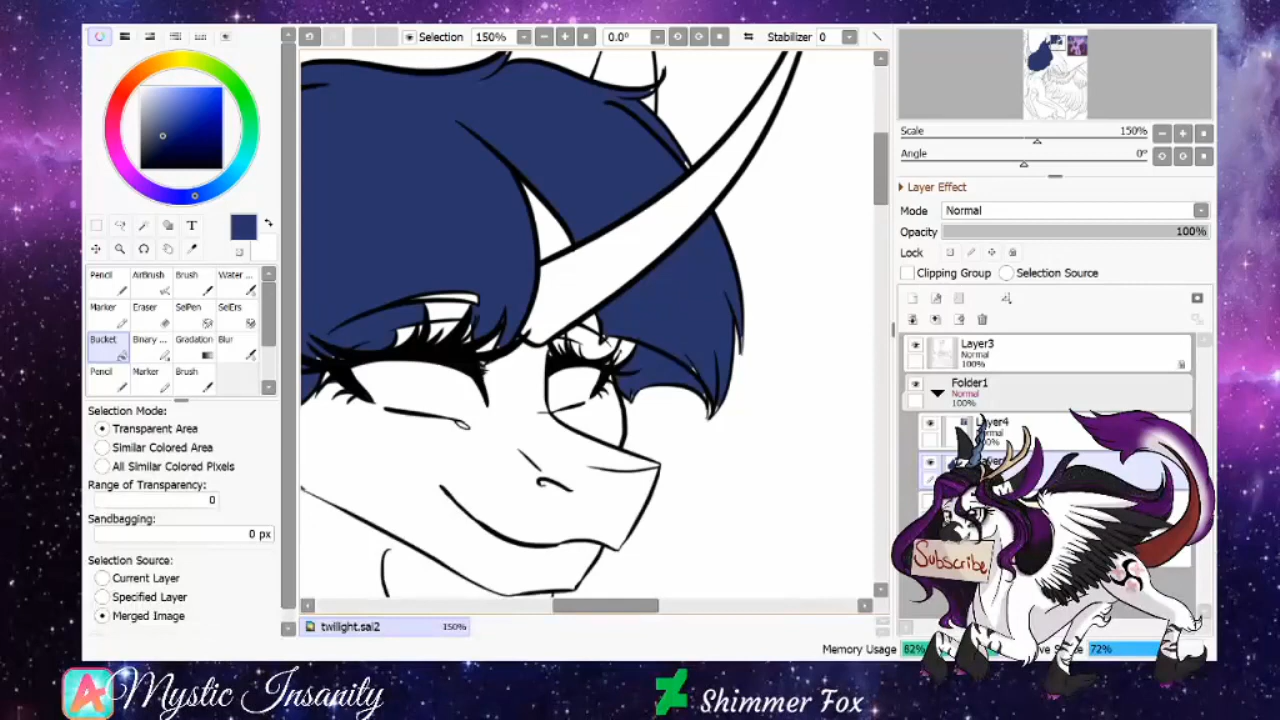 Selection 150% 0.0° Stabilizer 0
Scale 150%
Angle 0°
Layer Effect
Mode Normal
Opacity 100%
Lock
Clipping Group Selection Source
T
Pencil AirBrush Brush Water ...
Marker Eraser SelPen SelErs
Bucket Binary ... Gradation Blur
Pencil Marker Brush
Selection Mode:
Transparent Area
Similar Colored Area
All Similar Colored Pixels
Range of Transparency:
0
Sandbagging:
0 px
Selection Source:
Current Layer
Specified Layer
Merged Image
Layer3
Normal
100%
Folder1
Normal
100%
Layer4
Normal
Subscribe
twilight.sai2 150%
Memory Usage 82% 72%
Mystic Insanity
Shimmer Fox